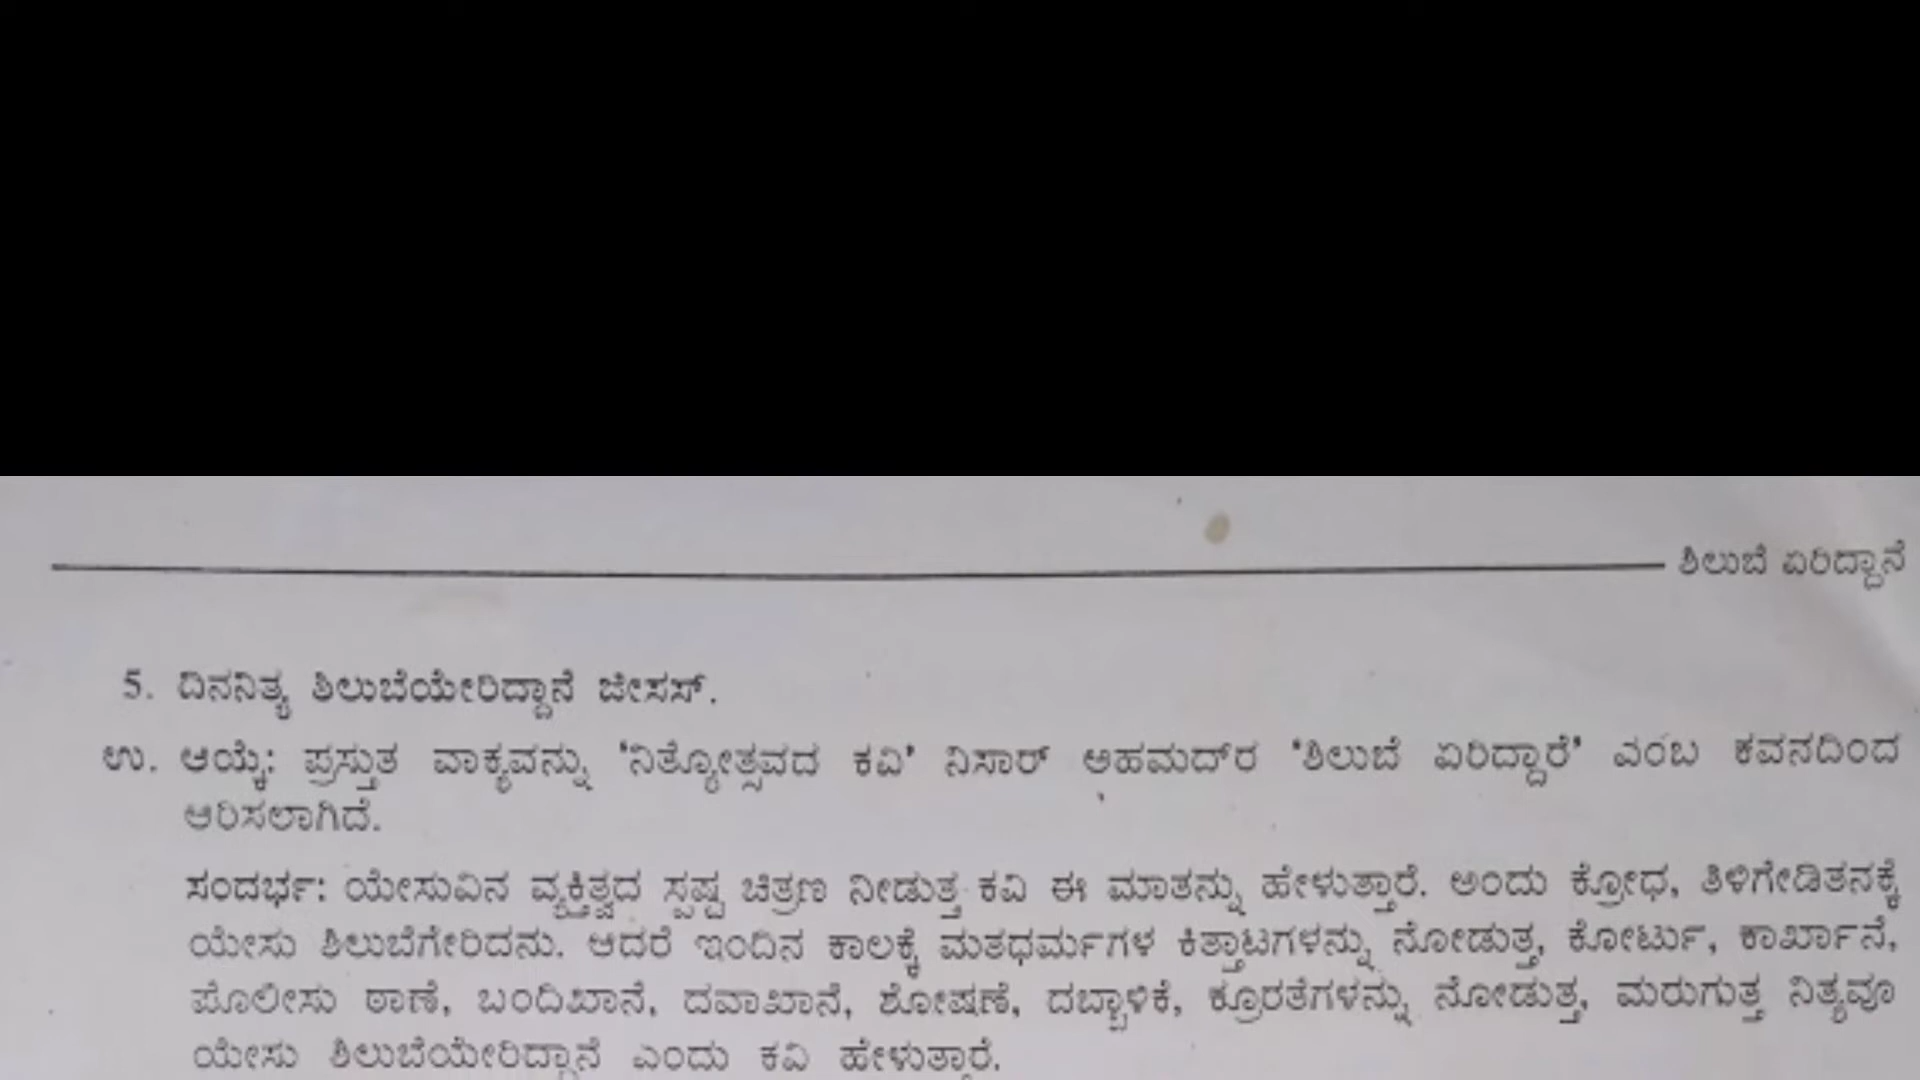 ಶಿಲುಬೆ ಏರಿದ್ದಾನೆ
5. ದಿನನಿತ್ಯ ಶಿಲುಬೆಯೇರಿದ್ದಾನೆ ಜೀಸಸ್.
ಉ. ಆಯ್ಕೆ: ಪ್ರಸ್ತುತ ವಾಕ್ಯವನ್ನು 'ನಿತ್ಯೋತ್ಸವದ ಕವಿ' ನಿಸಾರ್ ಅಹಮದ್‌ರ 'ಶಿಲುಬೆ ಏರಿದ್ದಾರೆ' ಎಂಬ ಕವನದಿಂದ
ಆರಿಸಲಾಗಿದೆ.
ಸಂದರ್ಭ: ಯೇಸುವಿನ ವ್ಯಕ್ತಿತ್ವದ ಸ್ಪಷ್ಟ ಚಿತ್ರಣ ನೀಡುತ್ತ ಕವಿ ಈ ಮಾತನ್ನು ಹೇಳುತ್ತಾರೆ. ಅಂದು ಕ್ರೋಧ, ತಿಳಿಗೇಡಿತನಕ್ಕೆ
ಯೇಸು ಶಿಲುಬೆಗೇರಿದನು. ಆದರೆ ಇಂದಿನ ಕಾಲಕ್ಕೆ ಮತಧರ್ಮಗಳ ಕಿತ್ತಾಟಗಳನ್ನು ನೋಡುತ್ತ, ಕೋರ್ಟು, ಕಾರ್ಖಾನೆ,
ಪೊಲೀಸು ಠಾಣೆ, ಬಂದಿಖಾನೆ, ದವಾಖಾನೆ, ಶೋಷಣೆ, ದಬ್ಬಾಳಿಕೆ, ಕ್ರೂರತೆಗಳನ್ನು ನೋಡುತ್ತ, ಮರುಗುತ್ತ ನಿತ್ಯವೂ
ಯೇಸು ಶಿಲುಬೆಯೇರಿದ್ದಾನೆ ಎಂದು ಕವಿ ಹೇಳುತ್ತಾರೆ.